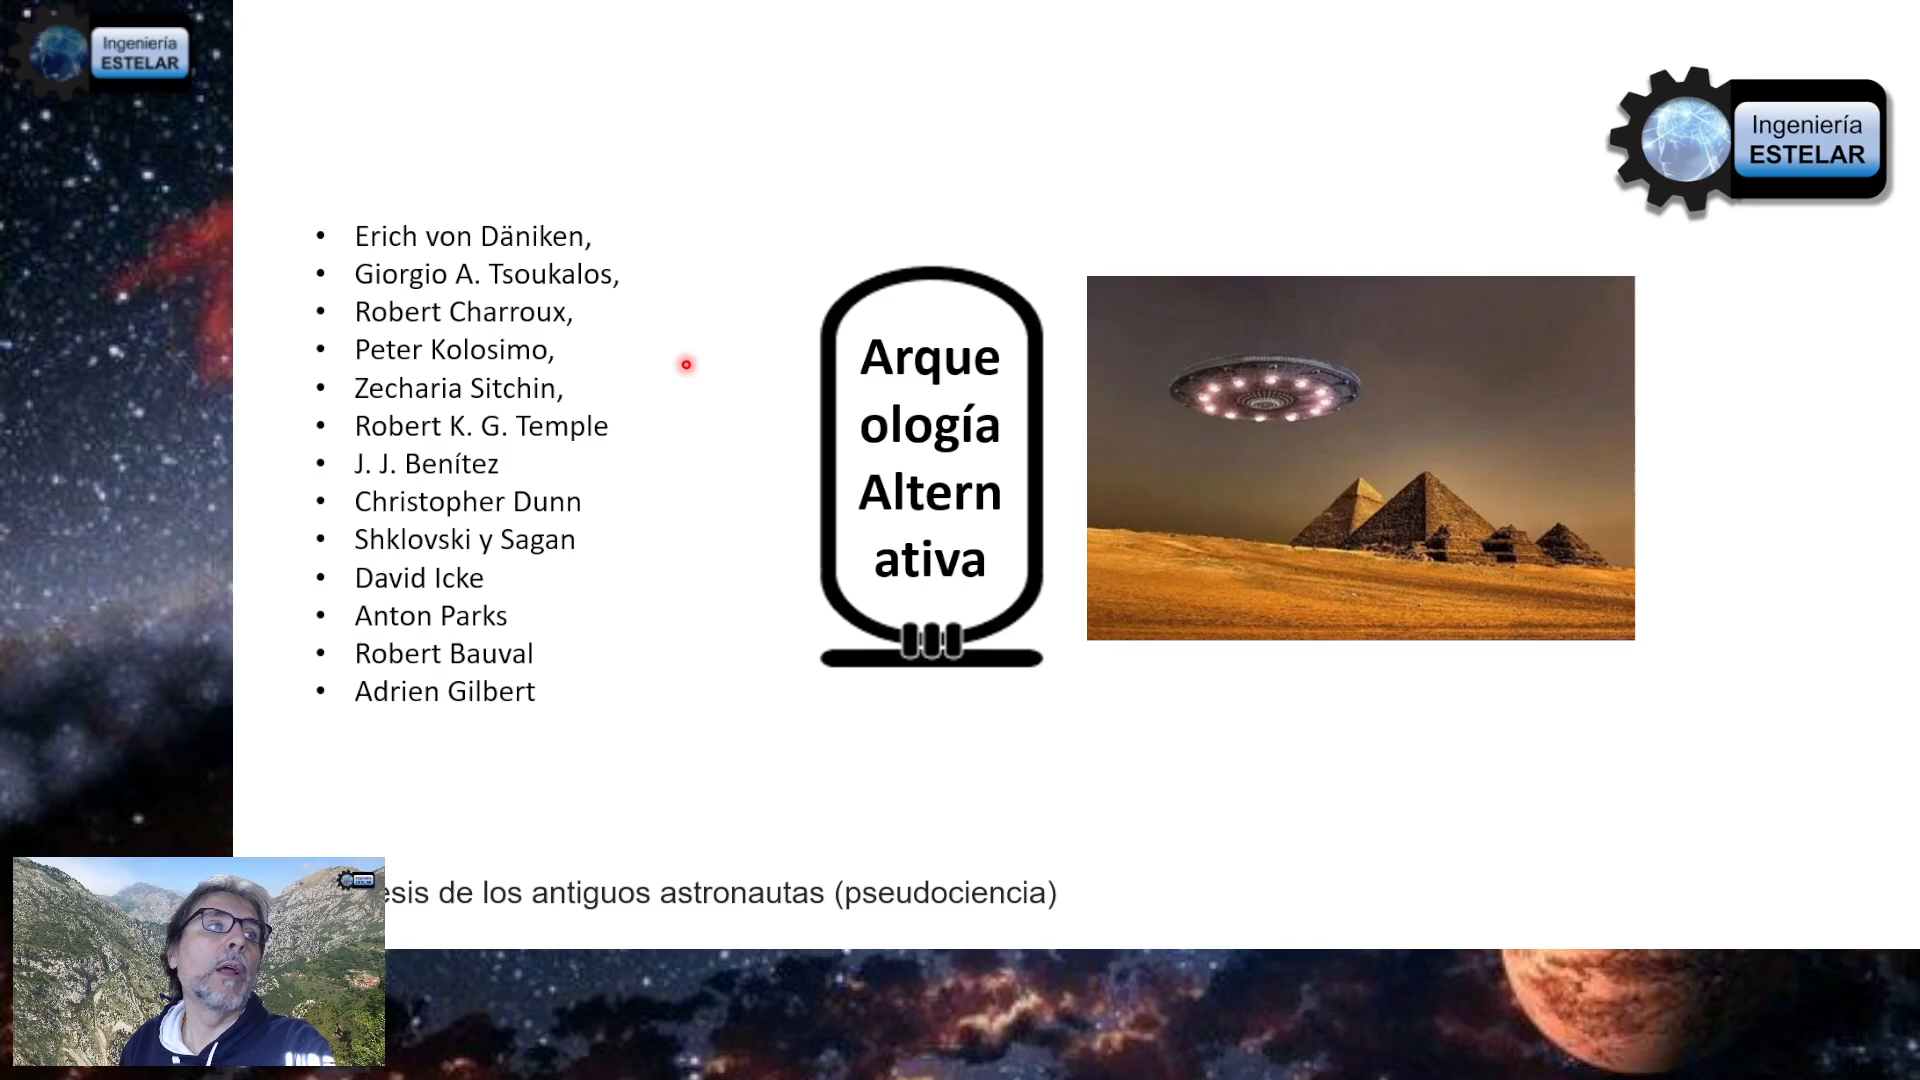 Ingeniería
ESTELAR
Ingeniería
ESTELAR
Erich von Däniken,
Giorgio A. Tsoukalos,
Robert Charroux,
Peter Kolosimo,
Zecharia Sitchin,
Robert K. G. Temple
J. J. Benítez
Christopher Dunn
Shklovski y Sagan
David Icke
Anton Parks
Robert Bauval
Adrien Gilbert
Arque
ología
Altern
ativa
esis de los antiguos astronautas (pseudociencia)